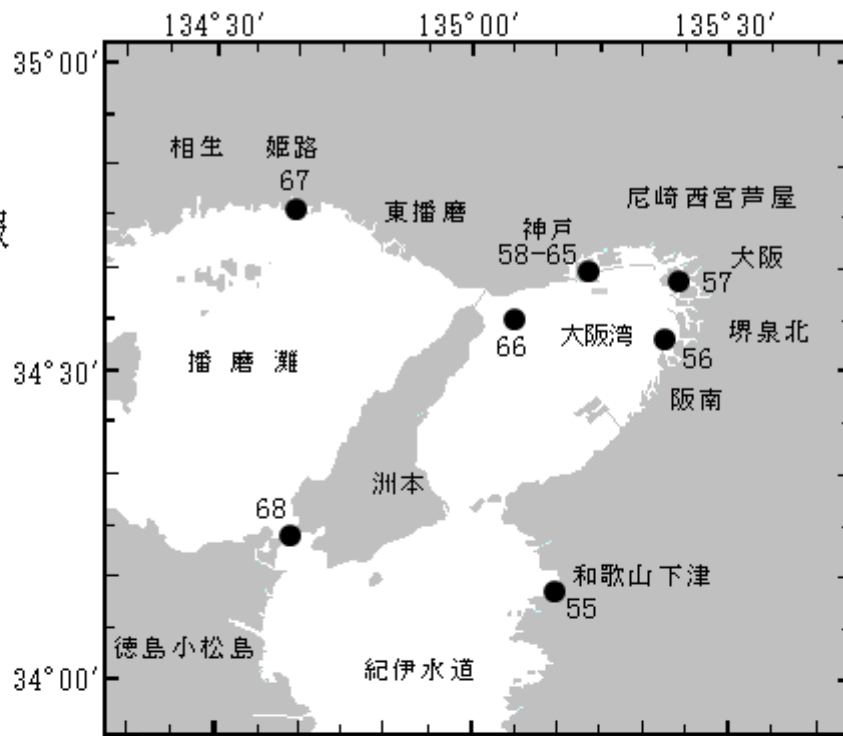 134°30′ 135°00′ 135°30′
35°00′
相生 姫路
67
東播磨
尼崎西宮芦屋
神戸
58-65
大阪
57
66
大阪湾
堺泉北
56
34°30′
播磨灘
阪南
洲本
68
和歌山下津
55
徳島小松島
紀伊水道
34°00′